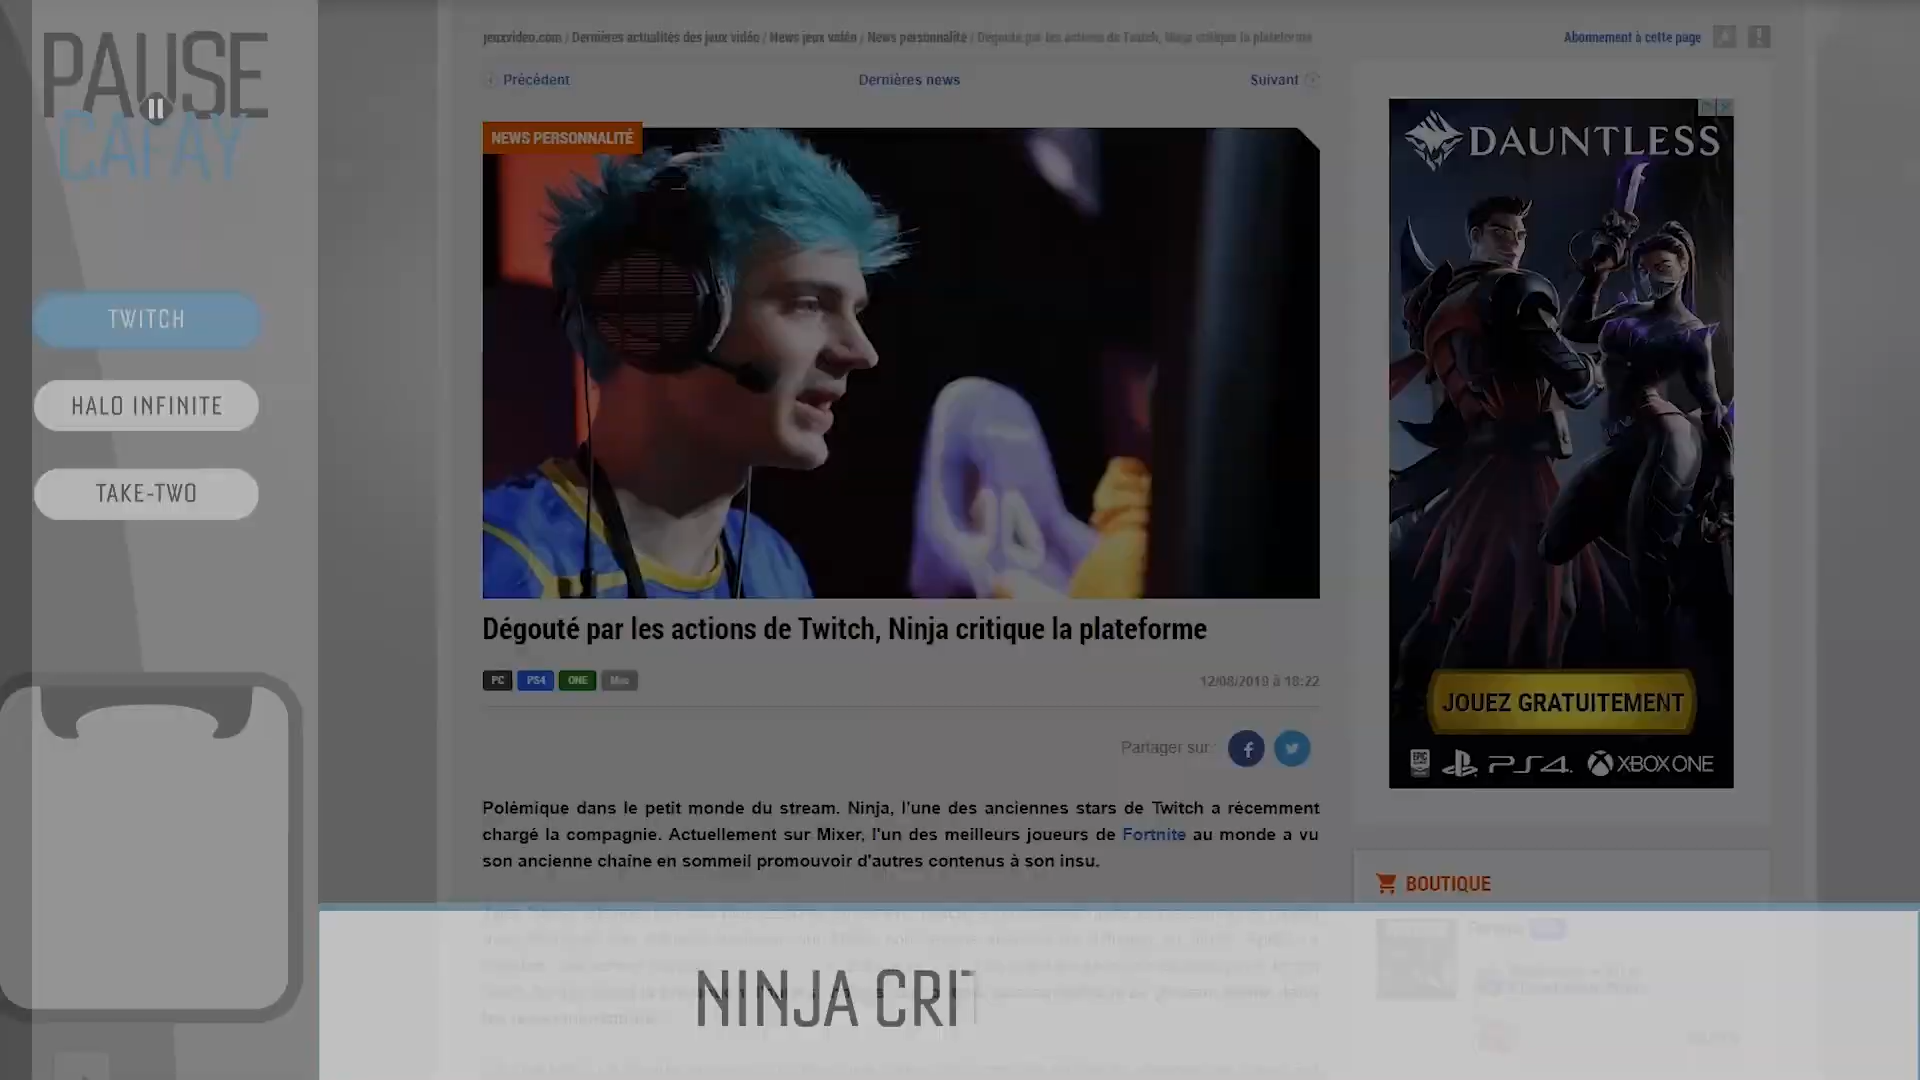 PAUSE
CAFAY
TWITCH
HALO INFINITE
TAKE-TWO
jeuxvideo.com / Dernières actualités des jeux vidéo / News jeux vidéo / News personnalité / Dégouté par les actions de Twitch, Ninja critique la plateforme
Abonnement à cette page
Précédent
Dernières news
Suivant
NEWS PERSONNALITÉ
Dégouté par les actions de Twitch, Ninja critique la plateforme
PC PS4 ONE Mac
12/08/2019 à 18:22
Partager sur :
Polémique dans le petit monde du stream. Ninja, l'une des anciennes stars de Twitch a récemment
chargé la compagnie. Actuellement sur Mixer, l'un des meilleurs joueurs de Fortnite au monde a vu
son ancienne chaîne en sommeil promouvoir d'autres contenus à son insu.
DAUNTLESS
JOUEZ GRATUITEMENT
EPIC GAMES PS4 XBOX ONE
BOUTIQUE
NINJA CRIT